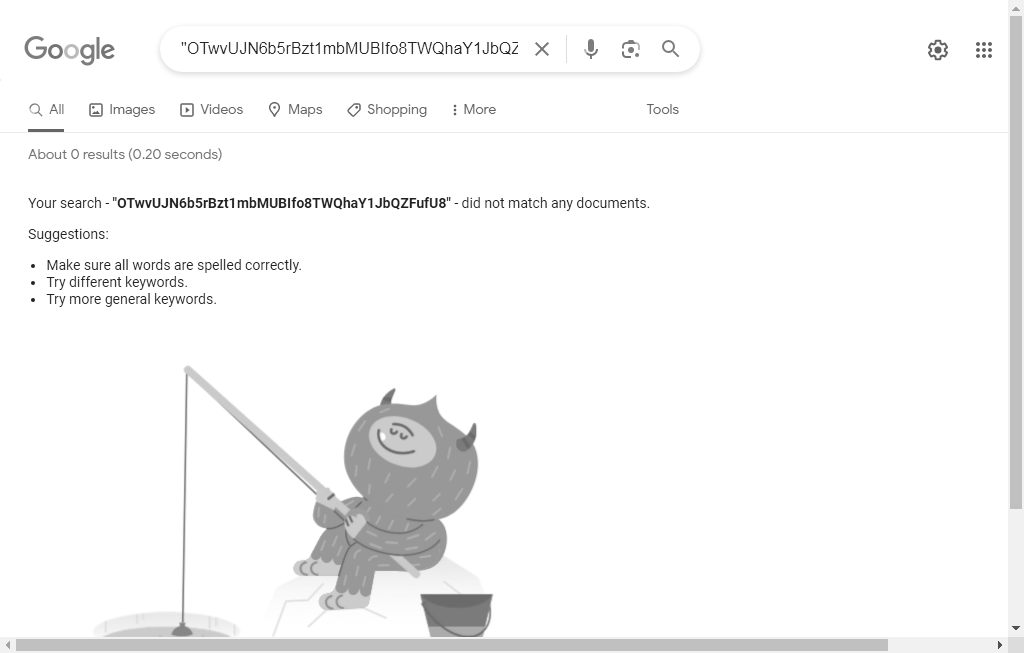 Google
"OTwvUJN6b5rBzt1mbMUBIfo8TWQhaY1JbQZ
All
Images
Videos
Maps
Shopping
More
Tools
About 0 results (0.20 seconds)
Your search - "OTwvUJN6b5rBzt1mbMUBIfo8TWQhaY1JbQZFufU8" - did not match any documents.
Suggestions:
Make sure all words are spelled correctly.
Try different keywords.
Try more general keywords.